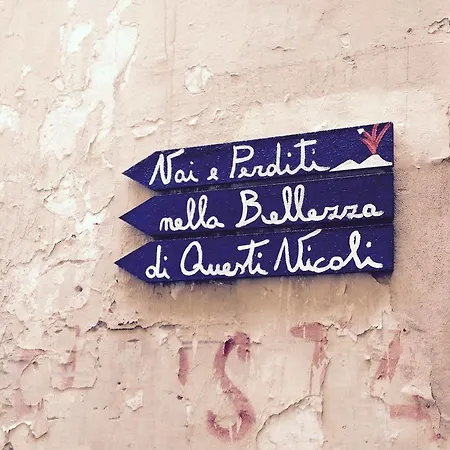 Vai e Perditi
nella Bellezza
di Questi Vicoli